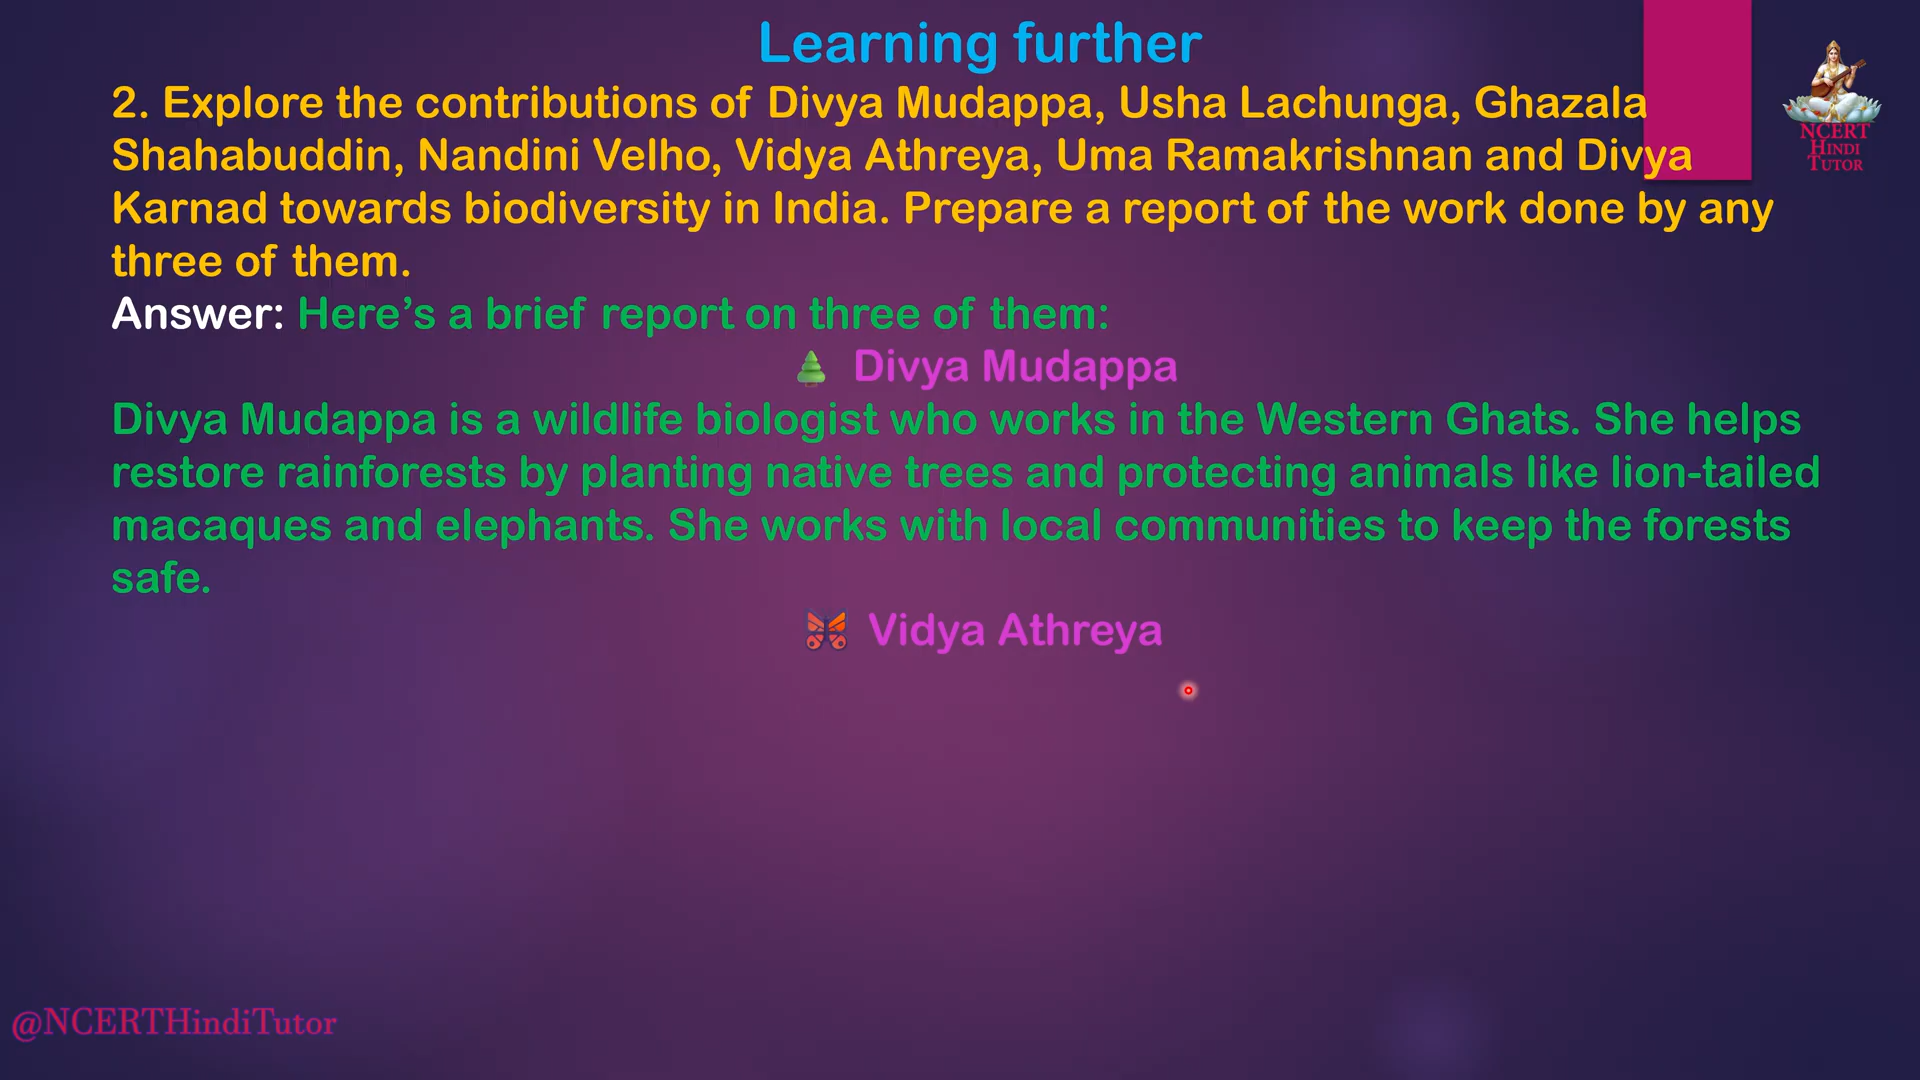 Learning further
2. Explore the contributions of Divya Mudappa, Usha Lachunga, Ghazala
Shahabuddin, Nandini Velho, Vidya Athreya, Uma Ramakrishnan and Divya
Karnad towards biodiversity in India. Prepare a report of the work done by any
three of them.
Answer: Here’s a brief report on three of them:
Divya Mudappa
Divya Mudappa is a wildlife biologist who works in the Western Ghats. She helps
restore rainforests by planting native trees and protecting animals like lion-tailed
macaques and elephants. She works with local communities to keep the forests
safe.
Vidya Athreya
NCERT
HINDI
TUTOR
@NCERTHindiTutor